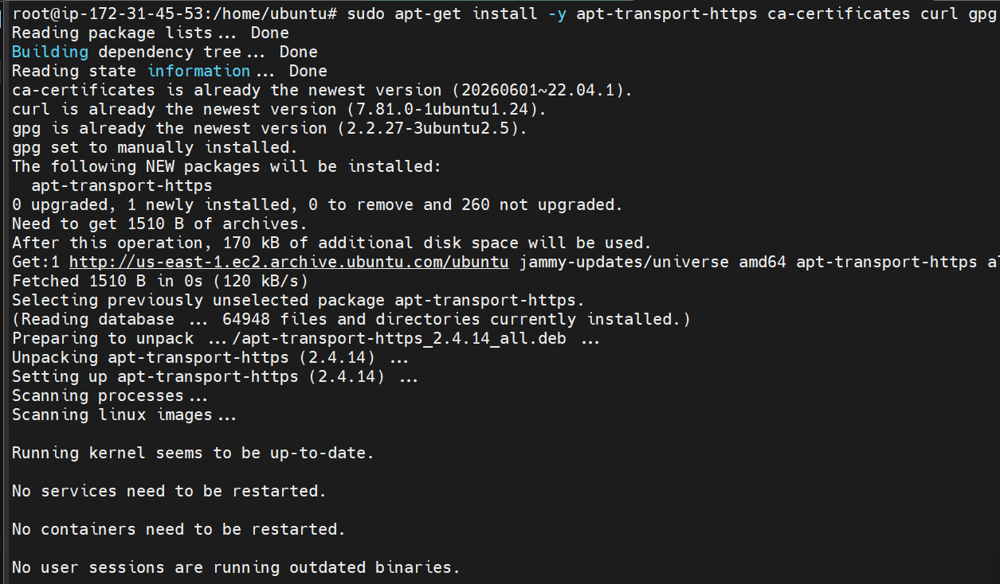 root@ip-172-31-45-53:/home/ubuntu# sudo apt-get install -y apt-transport-https ca-certificates curl gpg
Reading package lists... Done
Building dependency tree... Done
Reading state information... Done
ca-certificates is already the newest version (20260601~22.04.1).
curl is already the newest version (7.81.0-1ubuntu1.24).
gpg is already the newest version (2.2.27-3ubuntu2.5).
gpg set to manually installed.
The following NEW packages will be installed:
  apt-transport-https
0 upgraded, 1 newly installed, 0 to remove and 260 not upgraded.
Need to get 1510 B of archives.
After this operation, 170 kB of additional disk space will be used.
Get:1 http://us-east-1.ec2.archive.ubuntu.com/ubuntu jammy-updates/universe amd64 apt-transport-https
Fetched 1510 B in 0s (120 kB/s)
Selecting previously unselected package apt-transport-https.
(Reading database ... 64948 files and directories currently installed.)
Preparing to unpack .../apt-transport-https_2.4.14_all.deb ...
Unpacking apt-transport-https (2.4.14) ...
Setting up apt-transport-https (2.4.14) ...
Scanning processes...
Scanning linux images...

Running kernel seems to be up-to-date.

No services need to be restarted.

No containers need to be restarted.

No user sessions are running outdated binaries.